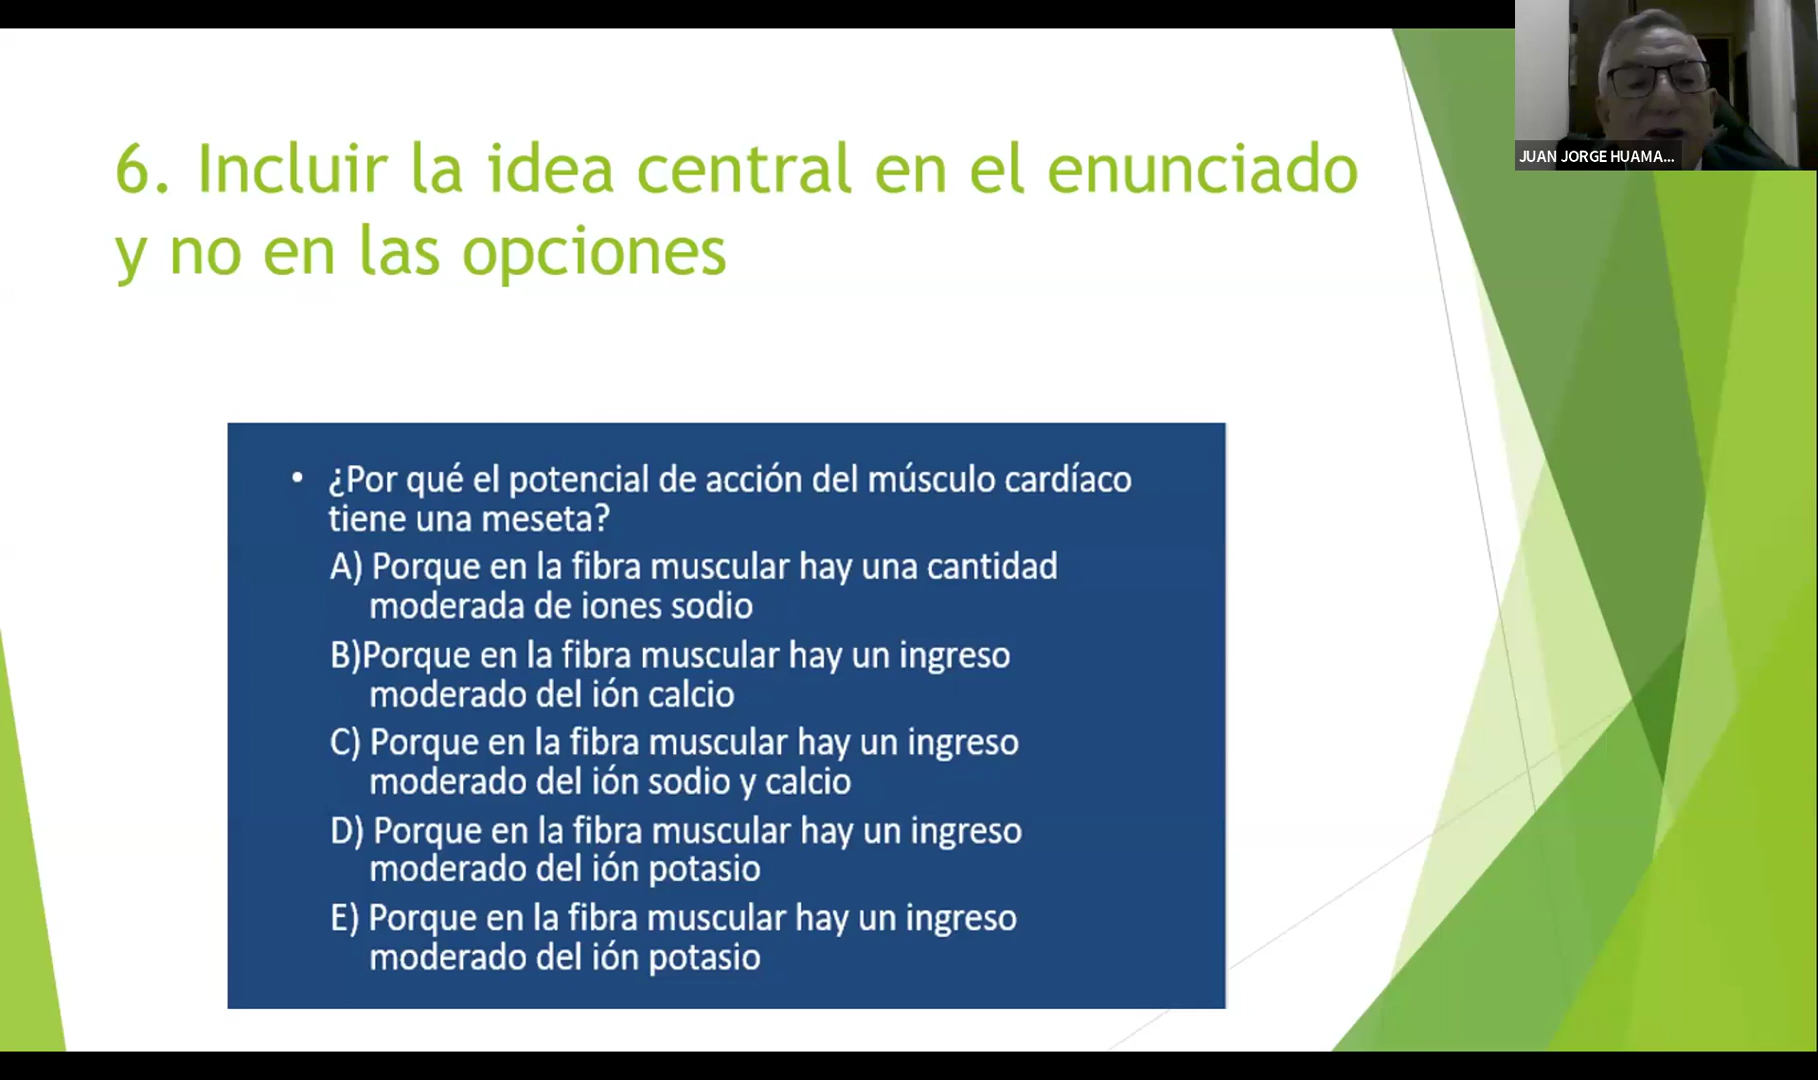 JUAN JORGE HUAMA...
6. Incluir la idea central en el enunciado
y no en las opciones
• ¿Por qué el potencial de acción del músculo cardíaco
tiene una meseta?
A) Porque en la fibra muscular hay una cantidad
moderada de iones sodio
B)Porque en la fibra muscular hay un ingreso
moderado del ión calcio
C) Porque en la fibra muscular hay un ingreso
moderado del ión sodio y calcio
D) Porque en la fibra muscular hay un ingreso
moderado del ión potasio
E) Porque en la fibra muscular hay un ingreso
moderado del ión potasio